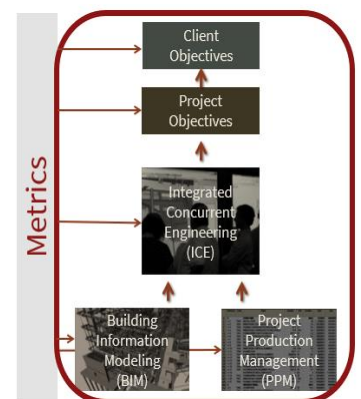 Metrics
Client
Objectives
Project
Objectives
Integrated
Concurrent
Engineering
(ICE)
Building
Information
Modeling
(BIM)
Project
Production
Management
(PPM)